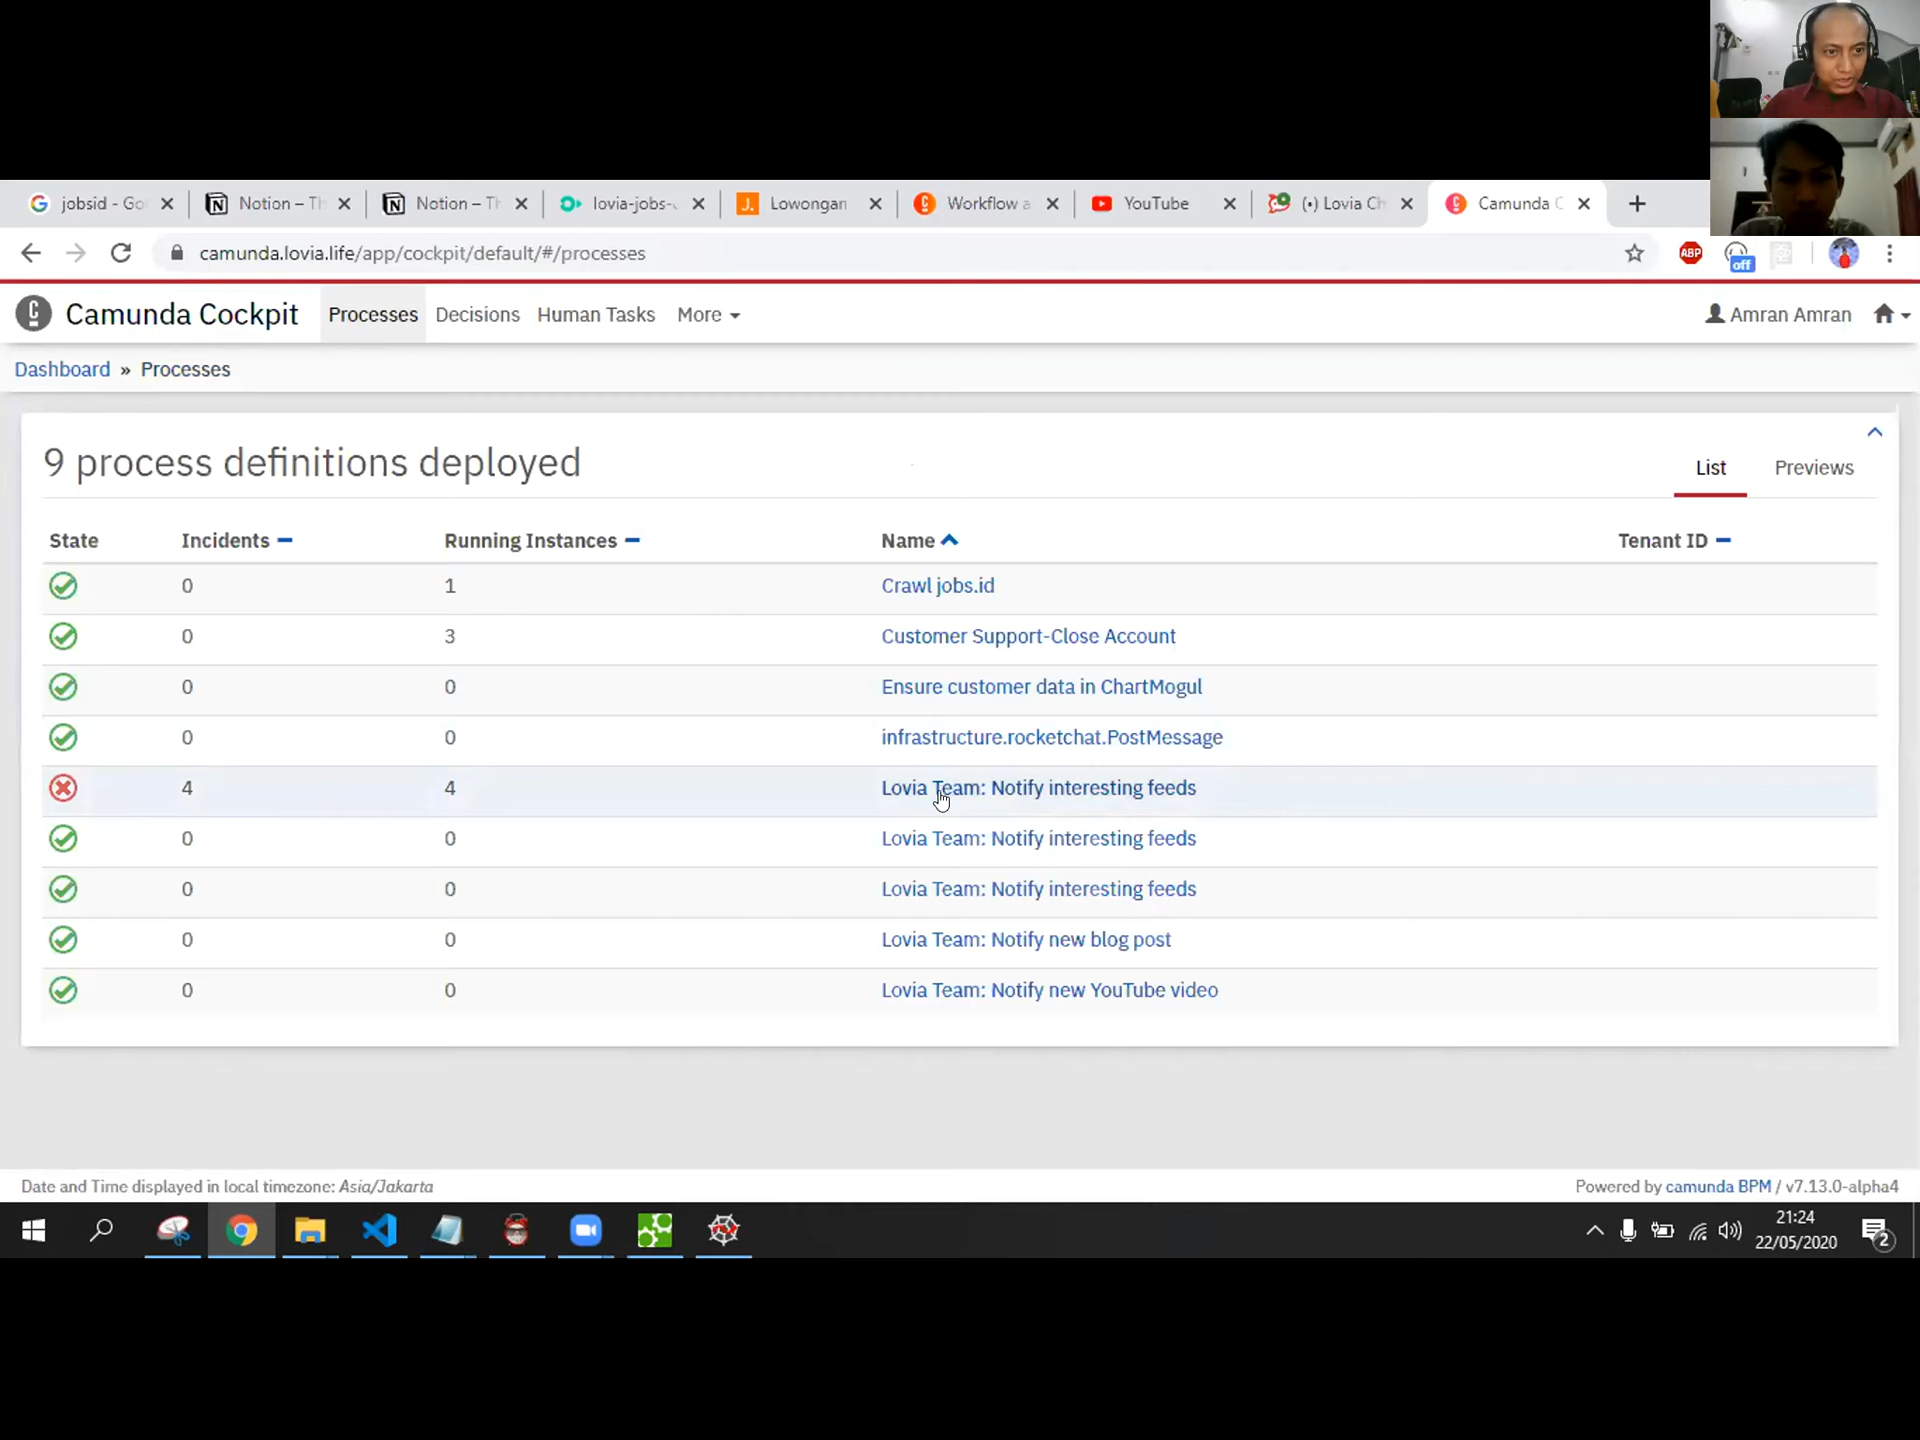 jobsid - Go
Notion – Th
Notion – Th
lovia-jobs-
Lowongan
Workflow a
YouTube
(•) Lovia Ch
Camunda C
camunda.lovia.life/app/cockpit/default/#/processes
ABP
off
Camunda Cockpit
Processes
Decisions
Human Tasks
More
Amran Amran
Dashboard » Processes
9 process definitions deployed
List
Previews
State Incidents Running Instances Name Tenant ID
0 1 Crawl jobs.id
0 3 Customer Support-Close Account
0 0 Ensure customer data in ChartMogul
0 0 infrastructure.rocketchat.PostMessage
4 4 Lovia Team: Notify interesting feeds
0 0 Lovia Team: Notify interesting feeds
0 0 Lovia Team: Notify interesting feeds
0 0 Lovia Team: Notify new blog post
0 0 Lovia Team: Notify new YouTube video
Date and Time displayed in local timezone: Asia/Jakarta
Powered by camunda BPM / v7.13.0-alpha4
21:24
22/05/2020
2